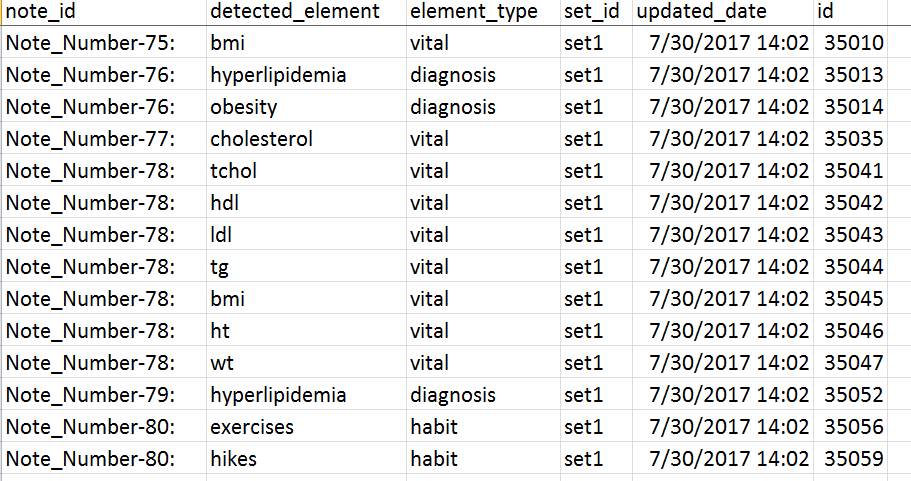 note_id detected_element element_type set_id updated_date id
Note_Number-75: bmi vital set1 7/30/2017 14:02 35010
Note_Number-76: hyperlipidemia diagnosis set1 7/30/2017 14:02 35013
Note_Number-76: obesity diagnosis set1 7/30/2017 14:02 35014
Note_Number-77: cholesterol vital set1 7/30/2017 14:02 35035
Note_Number-78: tchol vital set1 7/30/2017 14:02 35041
Note_Number-78: hdl vital set1 7/30/2017 14:02 35042
Note_Number-78: ldl vital set1 7/30/2017 14:02 35043
Note_Number-78: tg vital set1 7/30/2017 14:02 35044
Note_Number-78: bmi vital set1 7/30/2017 14:02 35045
Note_Number-78: ht vital set1 7/30/2017 14:02 35046
Note_Number-78: wt vital set1 7/30/2017 14:02 35047
Note_Number-79: hyperlipidemia diagnosis set1 7/30/2017 14:02 35052
Note_Number-80: exercises habit set1 7/30/2017 14:02 35056
Note_Number-80: hikes habit set1 7/30/2017 14:02 35059